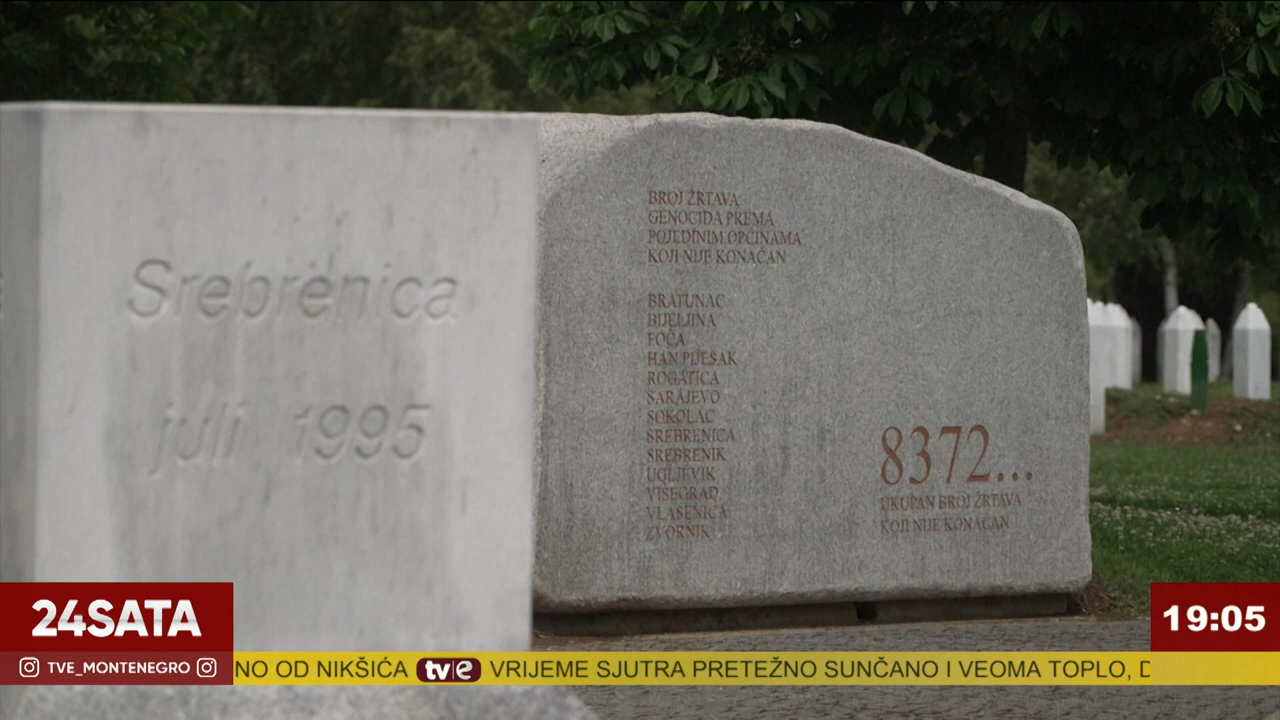 Srebrenica
juli 1995
BROJ ŽRTAVA
GENOCIDA PREMA
POJEDINIM OPĆINAMA
KOJI NIJE KONAČAN
BRATUNAC
BIJELJINA
FOČA
HAN PIJESAK
ROGATICA
SARAJEVO
SOKOLAC
SREBRENICA
SREBRENIK
UGLJEVIK
VIŠEGRAD
VLASENICA
ZVORNIK
8372...
UKUPAN BROJ ŽRTAVA
KOJI NIJE KONAČAN
24SATA
19:05
TVE_MONTENEGRO
NO OD NIKŠIĆA tve VRIJEME SJUTRA PRETEŽNO SUNČANO I VEOMA TOPLO, D